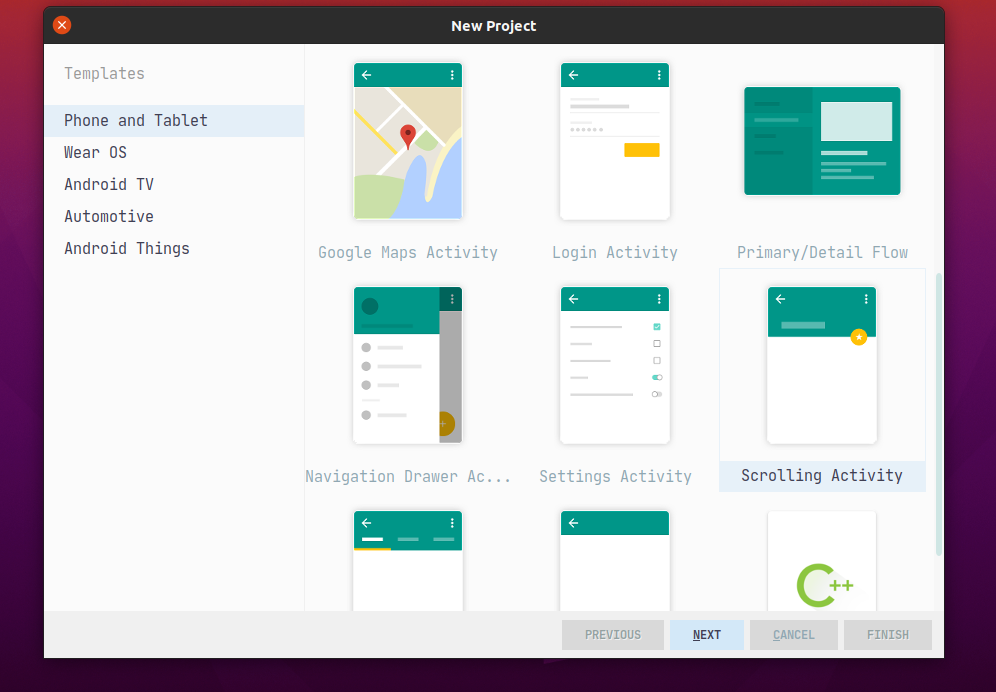 New Project
Templates
Phone and Tablet
Wear OS
Android TV
Automotive
Android Things
Google Maps Activity
Login Activity
Primary/Detail Flow
Navigation Drawer Ac...
Settings Activity
Scrolling Activity
C++
PREVIOUS
NEXT
CANCEL
FINISH